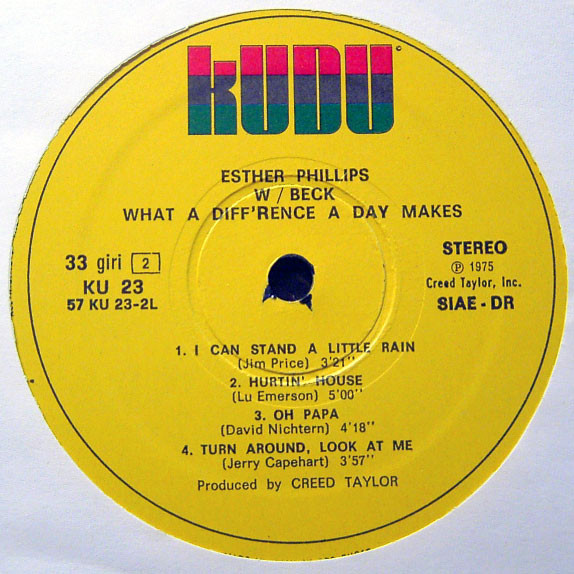 KUDU ©
ESTHER PHILLIPS
W / BECK
WHAT A DIFF'RENCE A DAY MAKES
33 giri 2
KU 23
57 KU 23-2L
STEREO
℗ 1975
Creed Taylor, Inc.
SIAE - DR
1. I CAN STAND A LITTLE RAIN
(Jim Price) 3'21''
2. HURTIN' HOUSE
(Lu Emerson) 5'00''
3. OH PAPA
(David Nichtern) 4'18''
4. TURN AROUND, LOOK AT ME
(Jerry Capehart) 3'57''
Produced by CREED TAYLOR